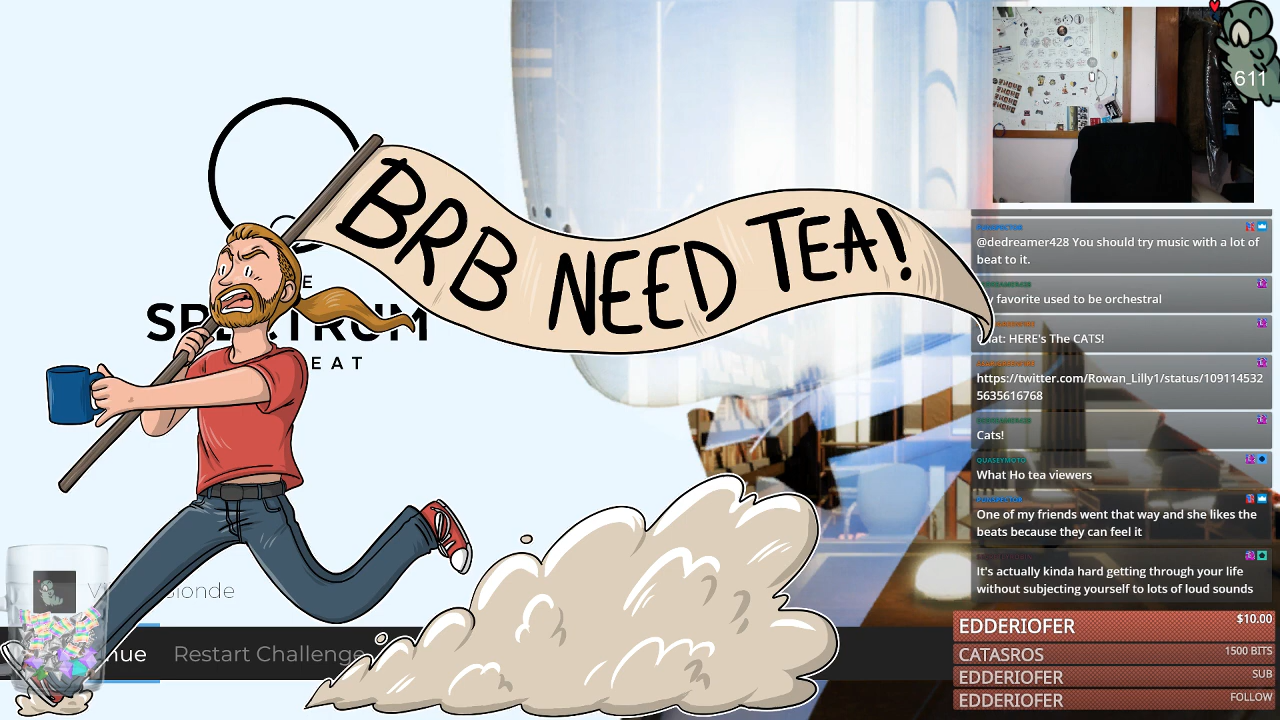 BRB NEED TEA!
EAT
Restart Challenge
611
@dedreamer428 You should try music with a lot of
beat to it.
favorite used to be orchestral
HERE's The CATS!
https://twitter.com/Rowan_Lilly1/status/109114532
5635616768
Cats!
QUASEYMOTO
What Ho tea viewers
One of my friends went that way and she likes the
beats because they can feel it
It's actually kinda hard getting through your life
without subjecting yourself to lots of loud sounds
EDDERIOFER $10.00
CATASROS 1500 BITS
EDDERIOFER SUB
EDDERIOFER FOLLOW